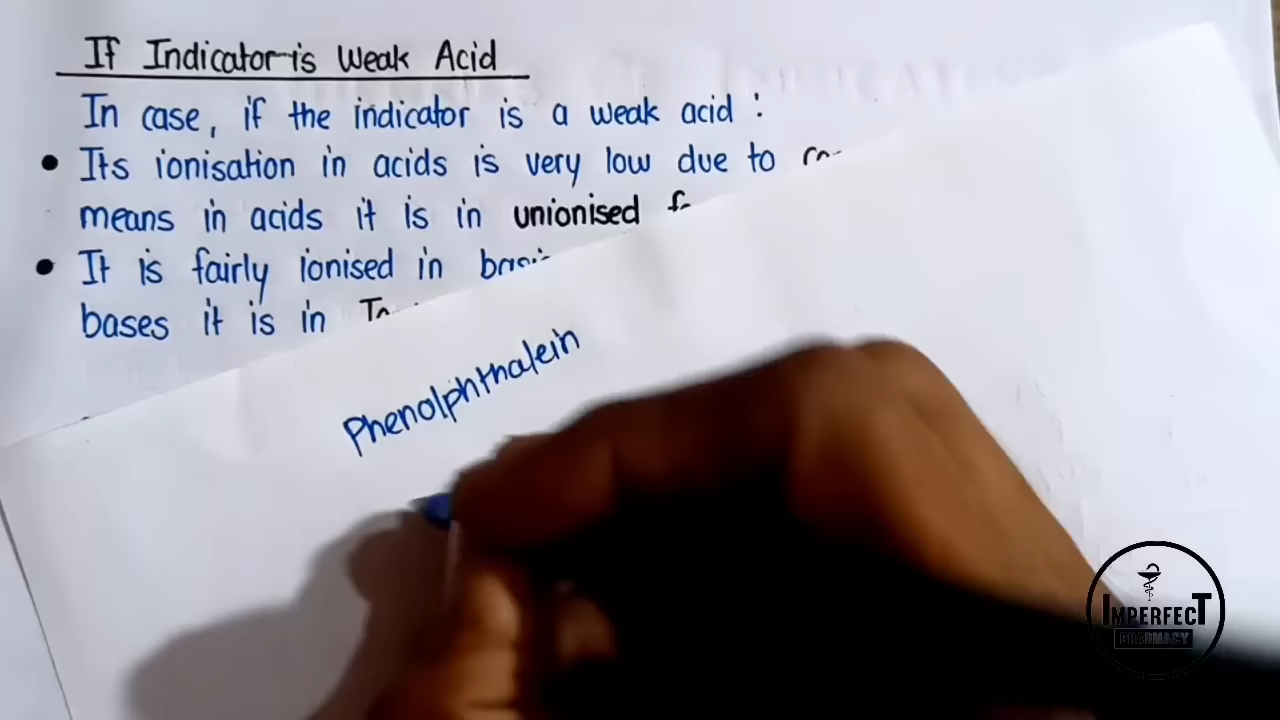 If Indicator is Weak Acid
In case, if the indicator is a weak acid :
Its ionisation in acids is very low due to
means in acids it is in unionised
It is fairly ionised in
bases it is in
Phenolphthalein
IMPERFECT
PHARMACY